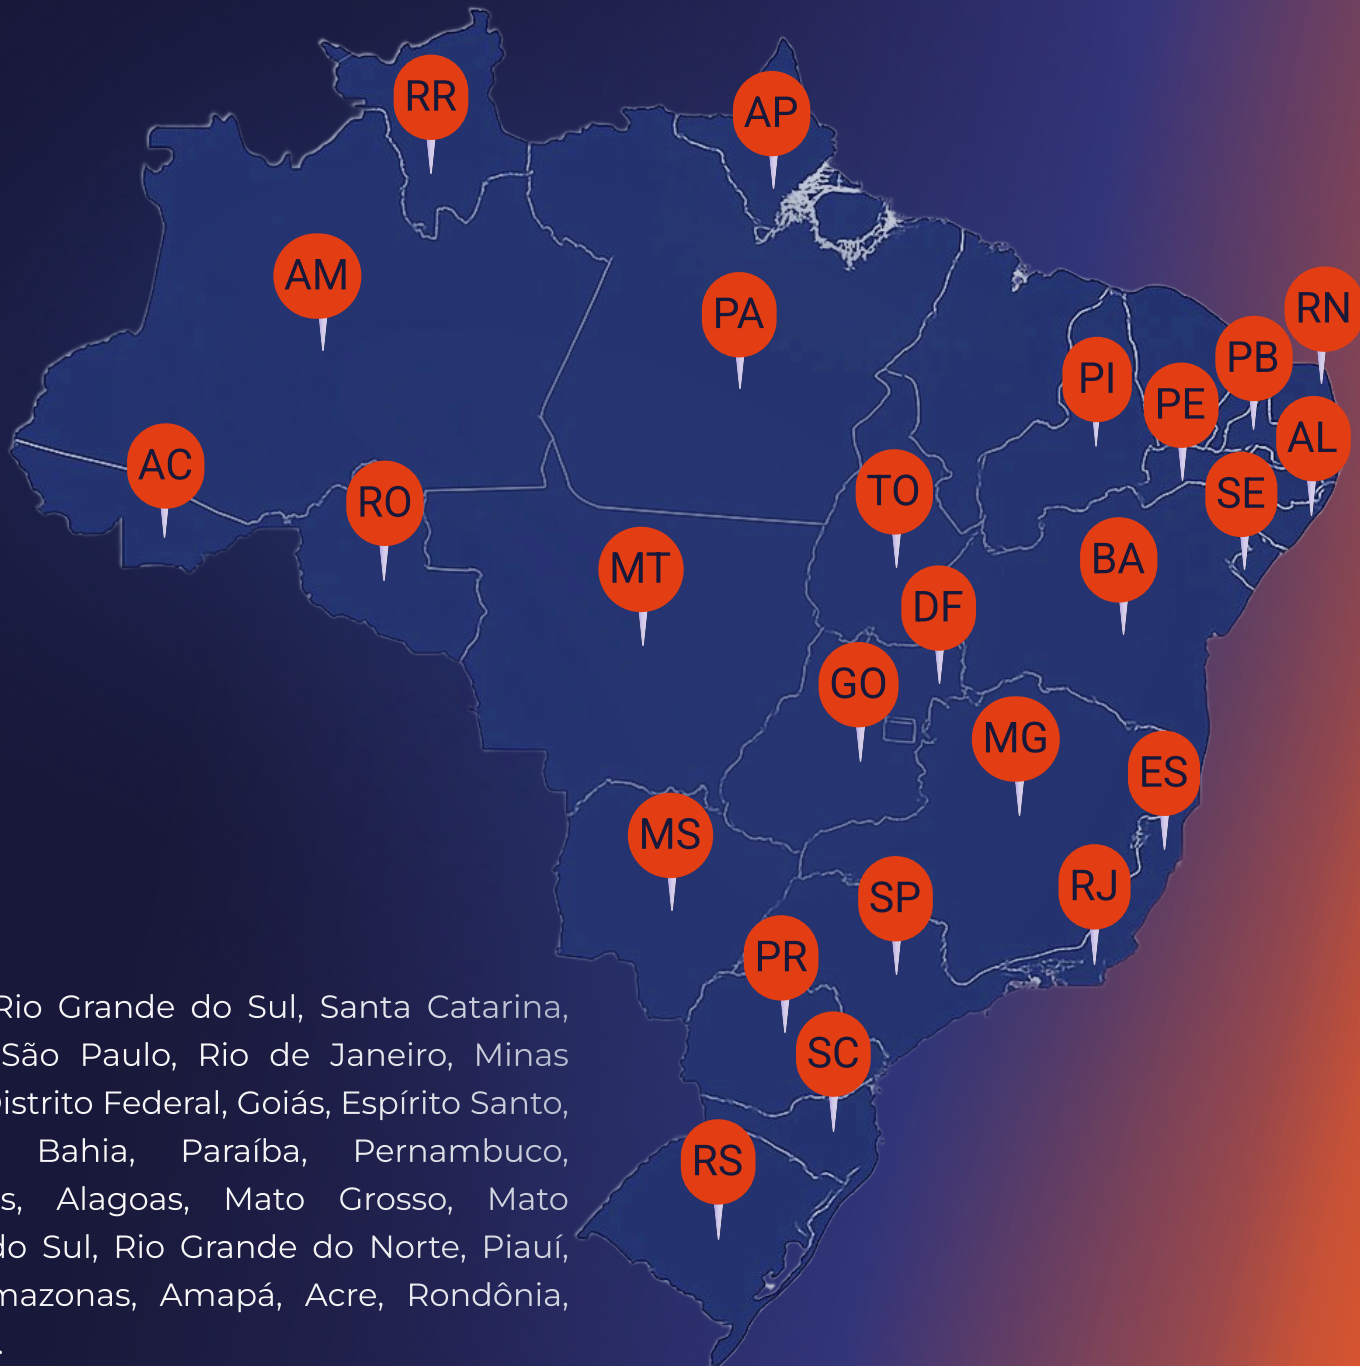 RR
AP
AM
PA
RN
PB
PI
PE
AL
AC
RO
TO
SE
MT
BA
DF
GO
MG
ES
MS
RJ
SP
PR
SC
RS
Rio Grande do Sul, Santa Catarina,
São Paulo, Rio de Janeiro, Minas
Distrito Federal, Goiás, Espírito Santo,
Bahia, Paraíba, Pernambuco,
s, Alagoas, Mato Grosso, Mato
do Sul, Rio Grande do Norte, Piauí,
mazonas, Amapá, Acre, Rondônia,
.